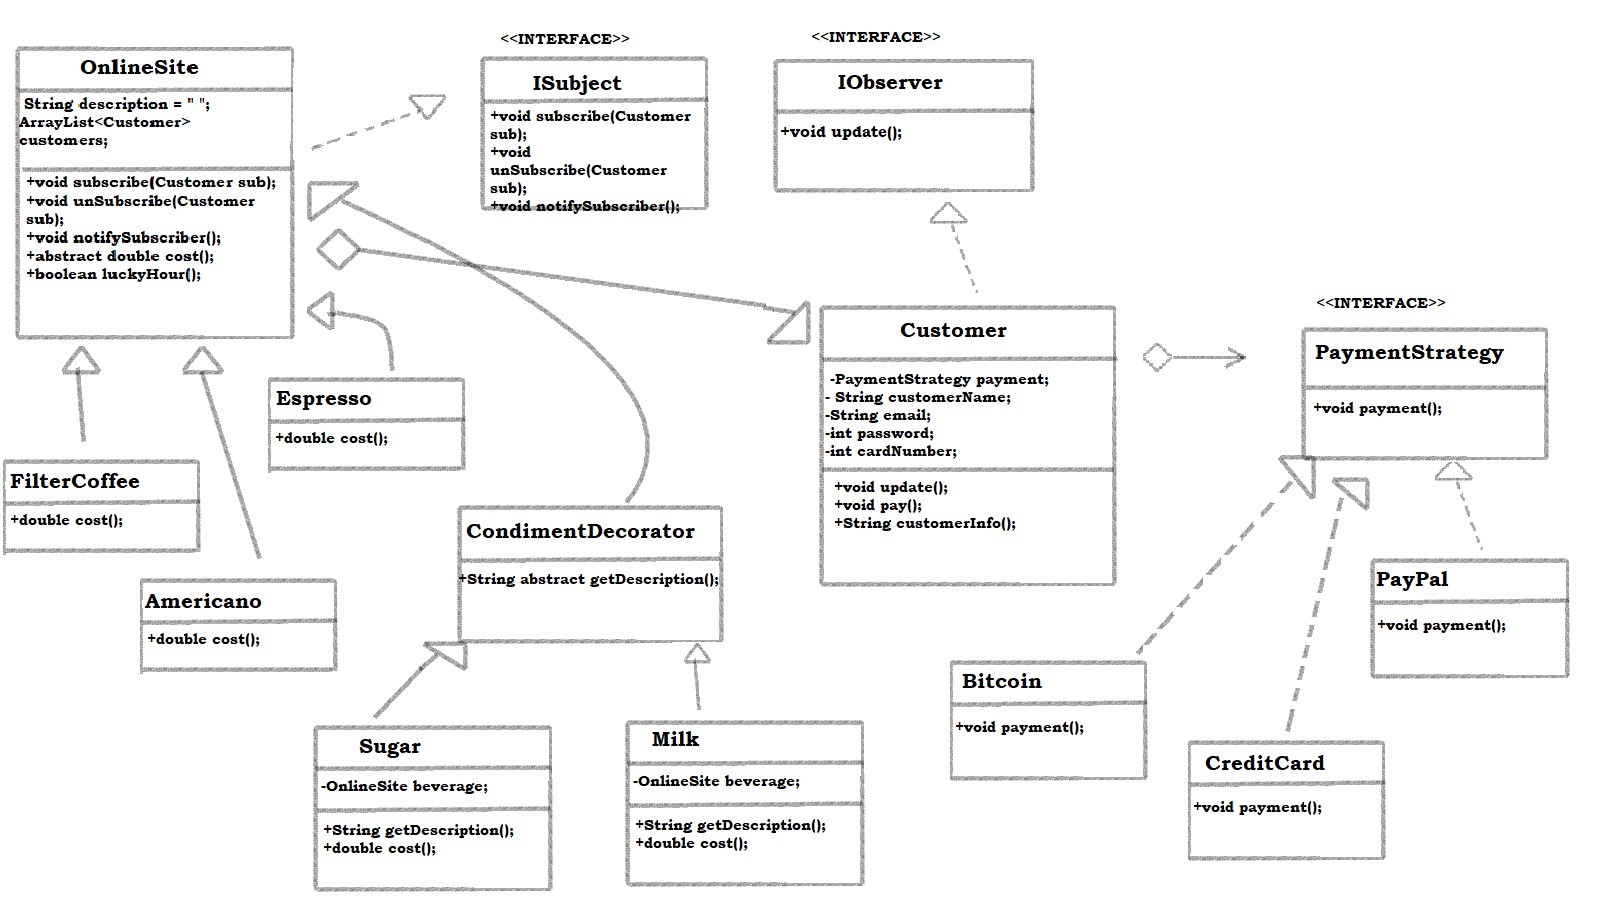 OnlineSite
String description = " ";
ArrayList<Customer>
customers;
+void subscribe(Customer sub);
+void unSubscribe(Customer
sub);
+void notifySubscriber();
+abstract double cost();
+boolean luckyHour();
<<INTERFACE>>
ISubject
+void subscribe(Customer
sub);
+void
unSubscribe(Customer
sub);
+void notifySubscriber();
<<INTERFACE>>
IObserver
+void update();
Customer
-PaymentStrategy payment;
- String customerName;
-String email;
-int password;
-int cardNumber;
+void update();
+void pay();
+String customerInfo();
<<INTERFACE>>
PaymentStrategy
+void payment();
Espresso
+double cost();
FilterCoffee
+double cost();
Americano
+double cost();
CondimentDecorator
+String abstract getDescription();
Sugar
-OnlineSite beverage;
+String getDescription();
+double cost();
Milk
-OnlineSite beverage;
+String getDescription();
+double cost();
Bitcoin
+void payment();
CreditCard
+void payment();
PayPal
+void payment();